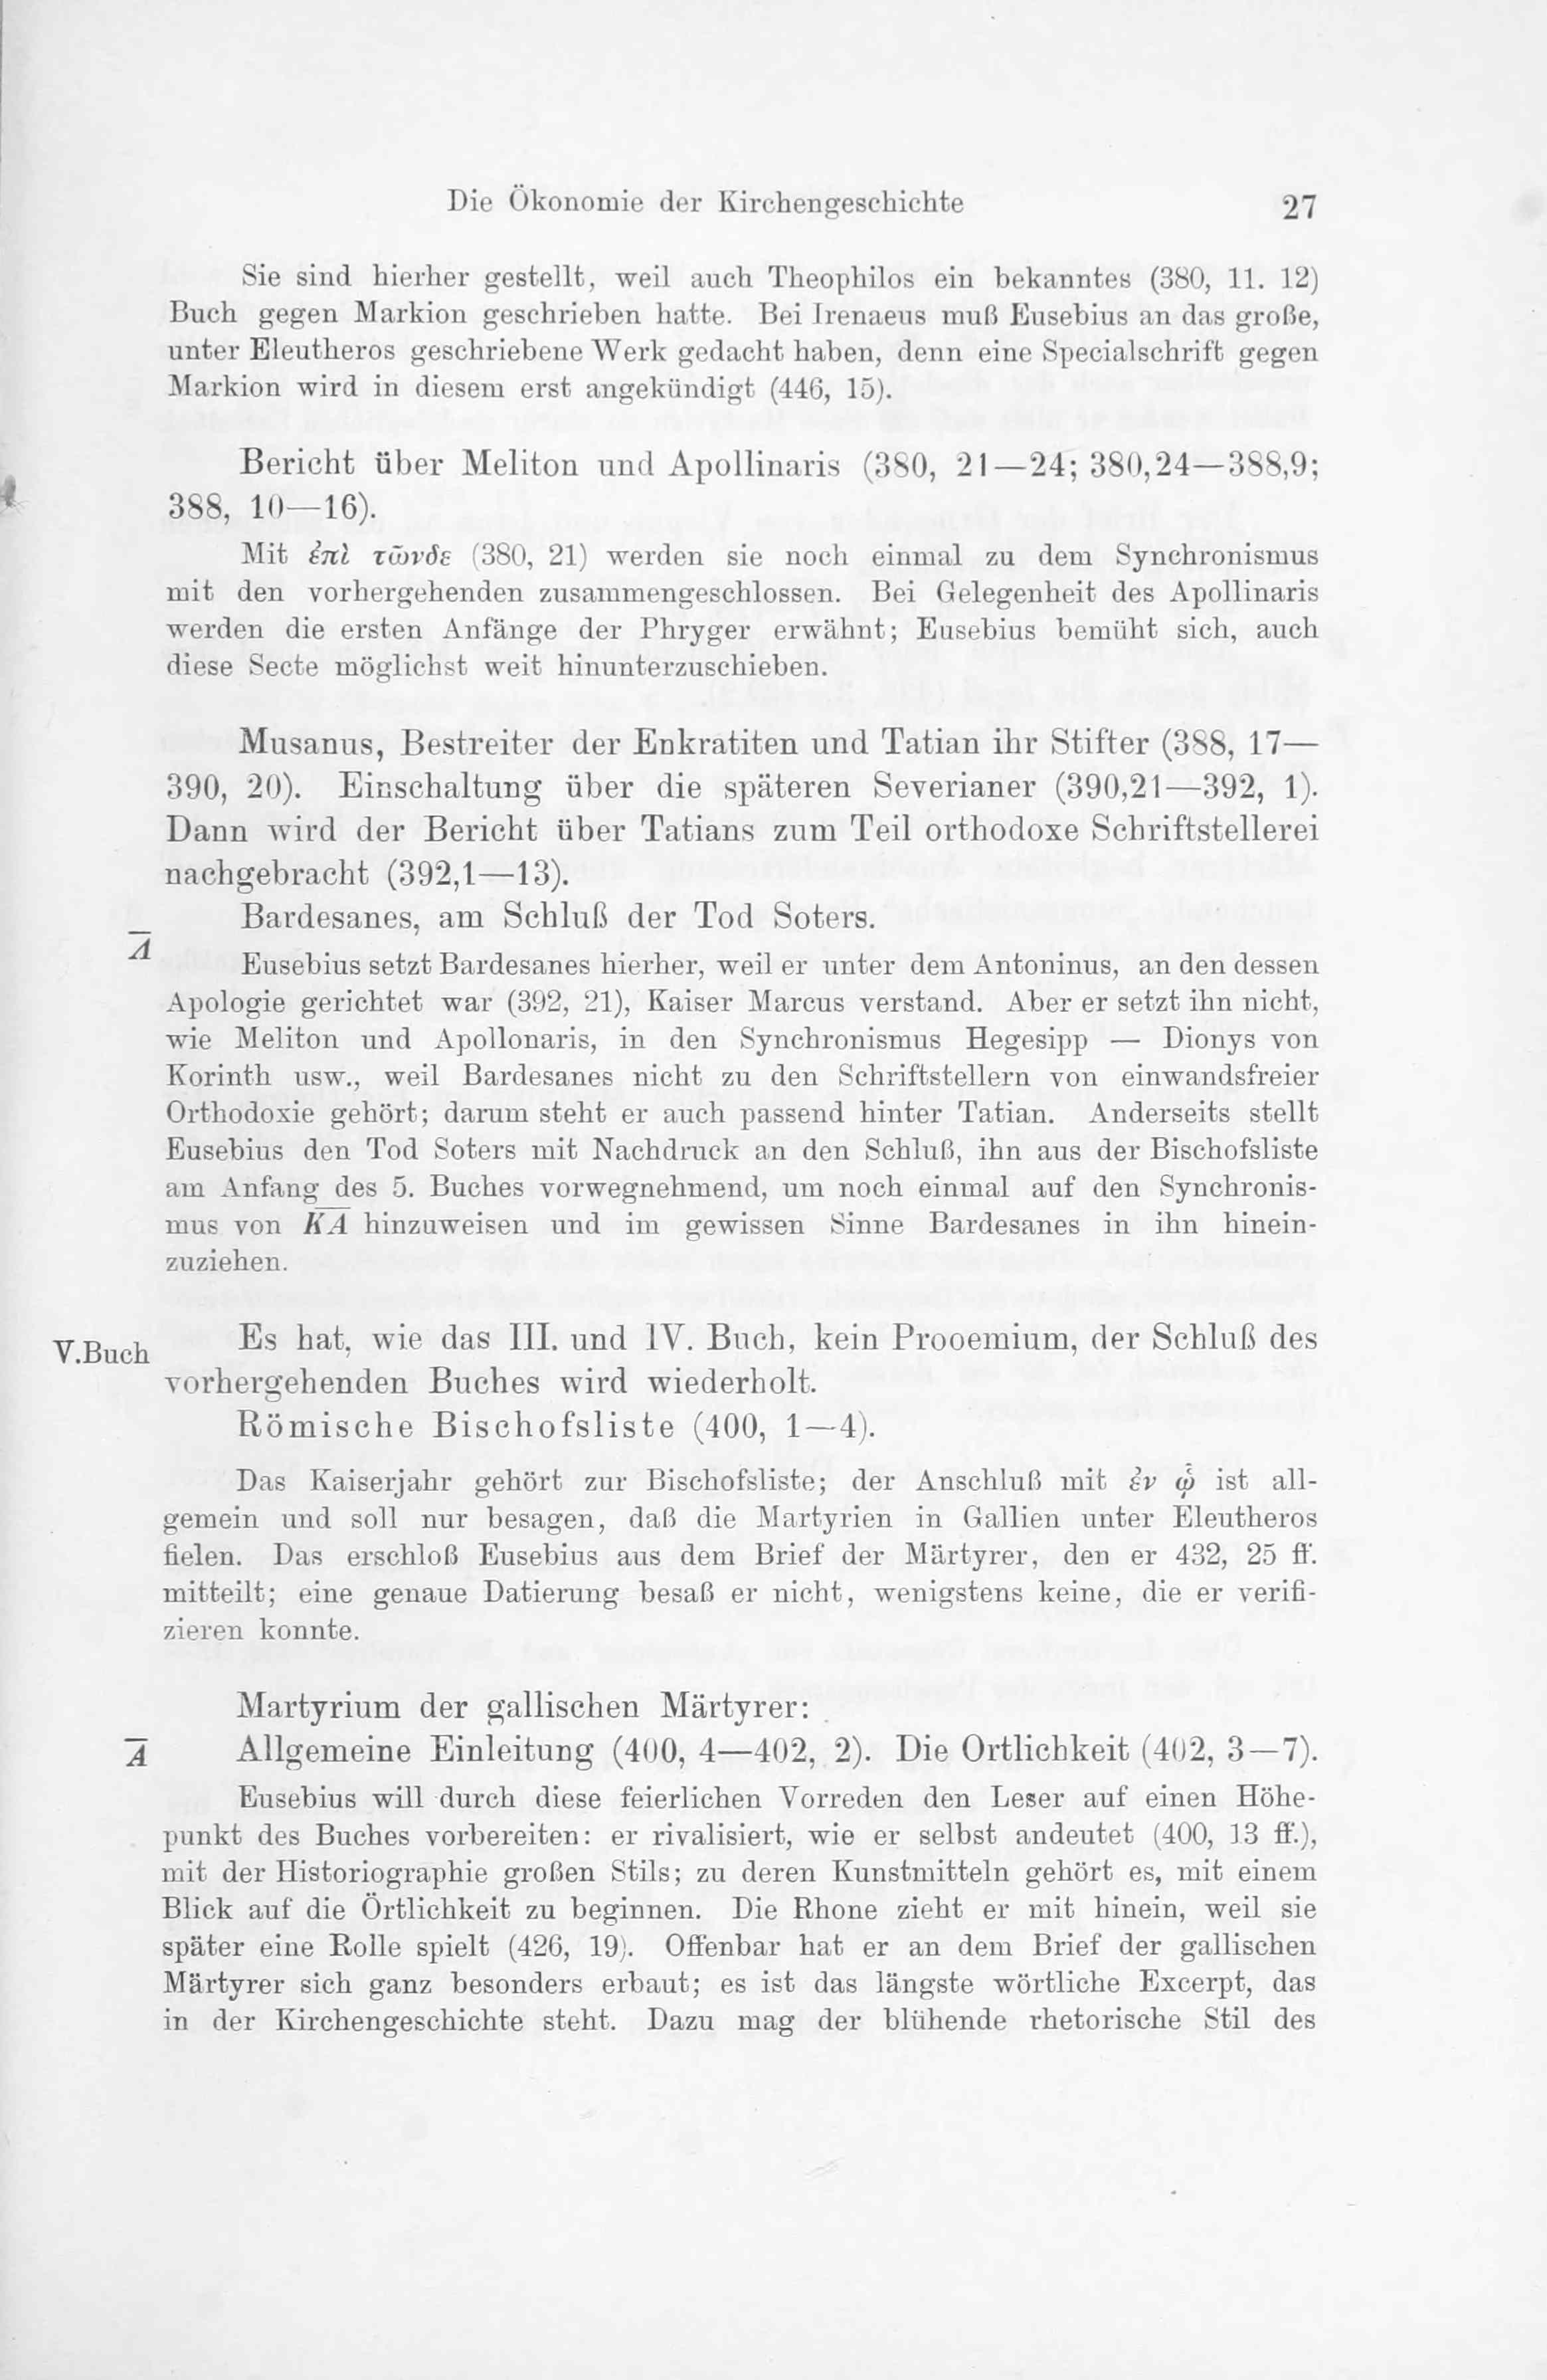 Die Ökonomie der Kirchengeschichte 27
Sie sind hierher gestellt, weil auch Theophilos ein bekanntes (380, 11. 12)
Buch gegen Markion geschrieben hatte. Bei Irenaeus muß Eusebius an das große,
unter Eleutheros geschriebene Werk gedacht haben, denn eine Specialschrift gegen
Markion wird in diesem erst angekündigt (446, 15).
Bericht über Meliton und Apollinaris (380, 21—24; 380,24—388,9;
388, 10—16).
Mit ἐπὶ τῶνδε (380, 21) werden sie noch einmal zu dem Synchronismus
mit den vorhergehenden zusammengeschlossen. Bei Gelegenheit des Apollinaris
werden die ersten Anfänge der Phryger erwähnt; Eusebius bemüht sich, auch
diese Secte möglichst weit hinunterzuschieben.
Musanus, Bestreiter der Enkratiten und Tatian ihr Stifter (388, 17—
390, 20). Einschaltung über die späteren Severianer (390,21—392, 1).
Dann wird der Bericht über Tatians zum Teil orthodoxe Schriftstellerei
nachgebracht (392,1—13).
Bardesanes, am Schluß der Tod Soters.
Λ̅
Eusebius setzt Bardesanes hierher, weil er unter dem Antoninus, an den dessen
Apologie gerichtet war (392, 21), Kaiser Marcus verstand. Aber er setzt ihn nicht,
wie Meliton und Apollonaris, in den Synchronismus Hegesipp — Dionys von
Korinth usw., weil Bardesanes nicht zu den Schriftstellern von einwandsfreier
Orthodoxie gehört; darum steht er auch passend hinter Tatian. Anderseits stellt
Eusebius den Tod Soters mit Nachdruck an den Schluß, ihn aus der Bischofsliste
am Anfang des 5. Buches vorwegnehmend, um noch einmal auf den Synchronis-
mus von K̅A̅ hinzuweisen und im gewissen Sinne Bardesanes in ihn hinein-
zuziehen.
V.Buch Es hat, wie das III. und IV. Buch, kein Prooemium, der Schluß des
vorhergehenden Buches wird wiederholt.
Römische Bischofsliste (400, 1—4).
Das Kaiserjahr gehört zur Bischofsliste; der Anschluß mit ἐν ᾧ ist all-
gemein und soll nur besagen, daß die Martyrien in Gallien unter Eleutheros
fielen. Das erschloß Eusebius aus dem Brief der Märtyrer, den er 432, 25 ff.
mitteilt; eine genaue Datierung besaß er nicht, wenigstens keine, die er verifi-
zieren konnte.
Martyrium der gallischen Märtyrer:
A̅ Allgemeine Einleitung (400, 4—402, 2). Die Ortlichkeit (402, 3—7).
Eusebius will durch diese feierlichen Vorreden den Leser auf einen Höhe-
punkt des Buches vorbereiten: er rivalisiert, wie er selbst andeutet (400, 13 ff.),
mit der Historiographie großen Stils; zu deren Kunstmitteln gehört es, mit einem
Blick auf die Örtlichkeit zu beginnen. Die Rhone zieht er mit hinein, weil sie
später eine Rolle spielt (426, 19). Offenbar hat er an dem Brief der gallischen
Märtyrer sich ganz besonders erbaut; es ist das längste wörtliche Excerpt, das
in der Kirchengeschichte steht. Dazu mag der blühende rhetorische Stil des